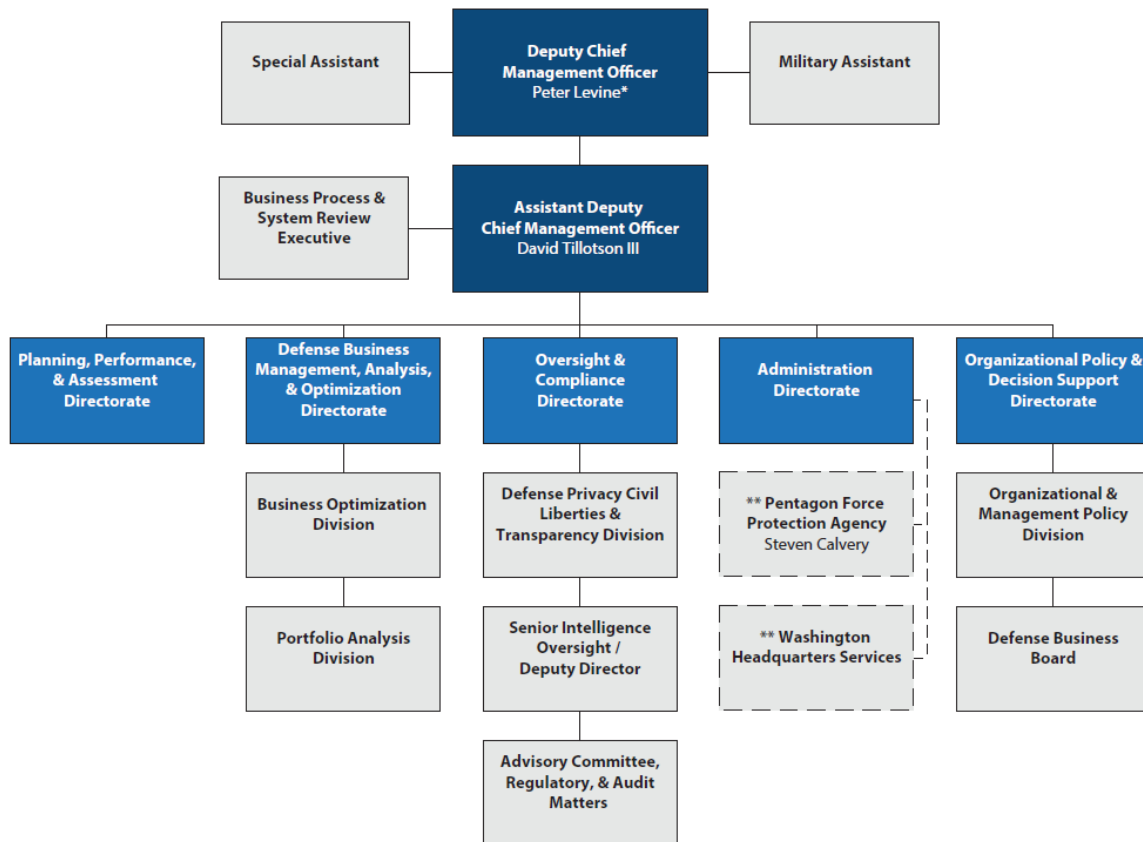 Special Assistant
Deputy Chief
Management Officer
Peter Levine*
Military Assistant
Business Process &
System Review
Executive
Assistant Deputy
Chief Management Officer
David Tillotson III
Planning, Performance,
& Assessment
Directorate
Defense Business
Management, Analysis,
& Optimization
Directorate
Oversight &
Compliance
Directorate
Administration
Directorate
Organizational Policy &
Decision Support
Directorate
Business Optimization
Division
Defense Privacy Civil
Liberties &
Transparency Division
** Pentagon Force
Protection Agency
Steven Calvery
Organizational &
Management Policy
Division
Portfolio Analysis
Division
Senior Intelligence
Oversight /
Deputy Director
** Washington
Headquarters Services
Defense Business
Board
Advisory Committee,
Regulatory, & Audit
Matters